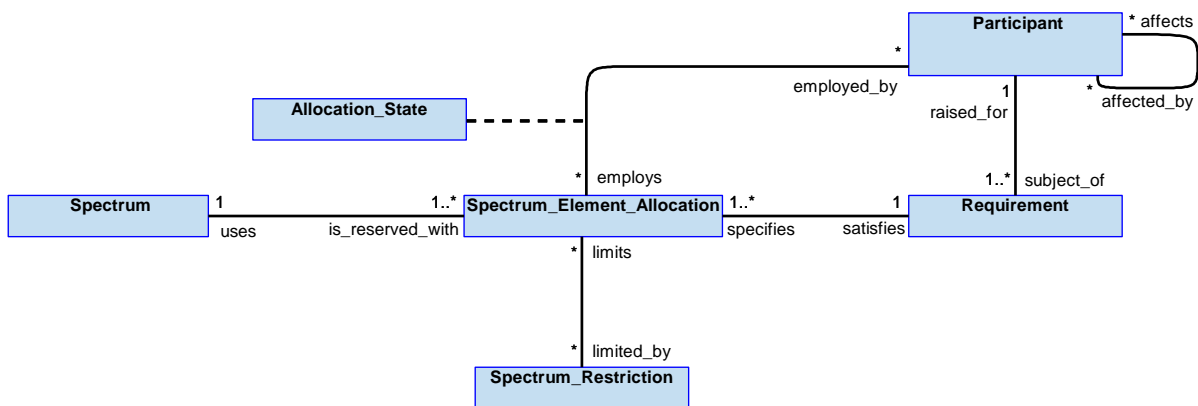 Participant
* affects
*
employed_by
1
raised_for
* affected_by
Allocation_State
* employs
1..* subject_of
Spectrum
1
uses
1..*
is_reserved_with
Spectrum_Element_Allocation
1..*
specifies
1
satisfies
Requirement
* limits
* limited_by
Spectrum_Restriction